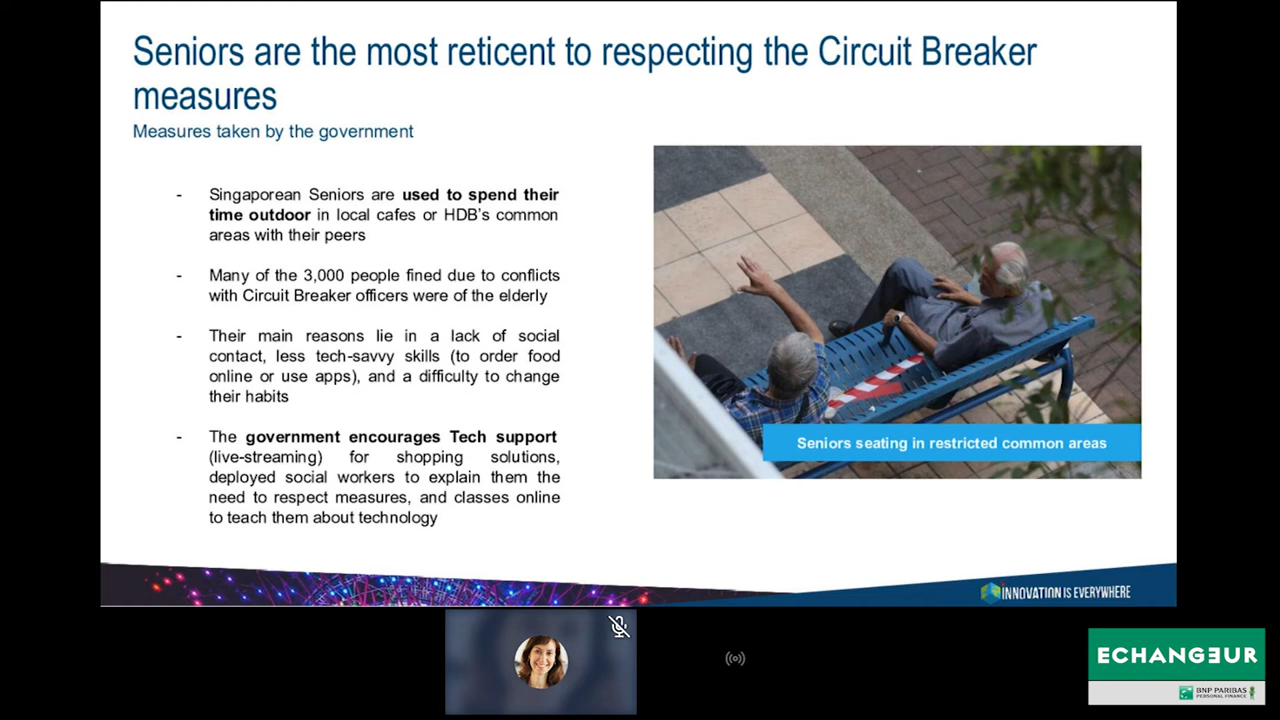 Seniors are the most reticent to respecting the Circuit Breaker
measures
Measures taken by the government
- Singaporean Seniors are used to spend their
time outdoor in local cafes or HDB's common
areas with their peers
- Many of the 3,000 people fined due to conflicts
with Circuit Breaker officers were of the elderly
- Their main reasons lie in a lack of social
contact, less tech-savvy skills (to order food
online or use apps), and a difficulty to change
their habits
- The government encourages Tech support
(live-streaming) for shopping solutions,
deployed social workers to explain them the
need to respect measures, and classes online
to teach them about technology
Seniors seating in restricted common areas
INNOVATION IS EVERYWHERE
ECHANGEUR
BNP PARIBAS
PERSONAL FINANCE